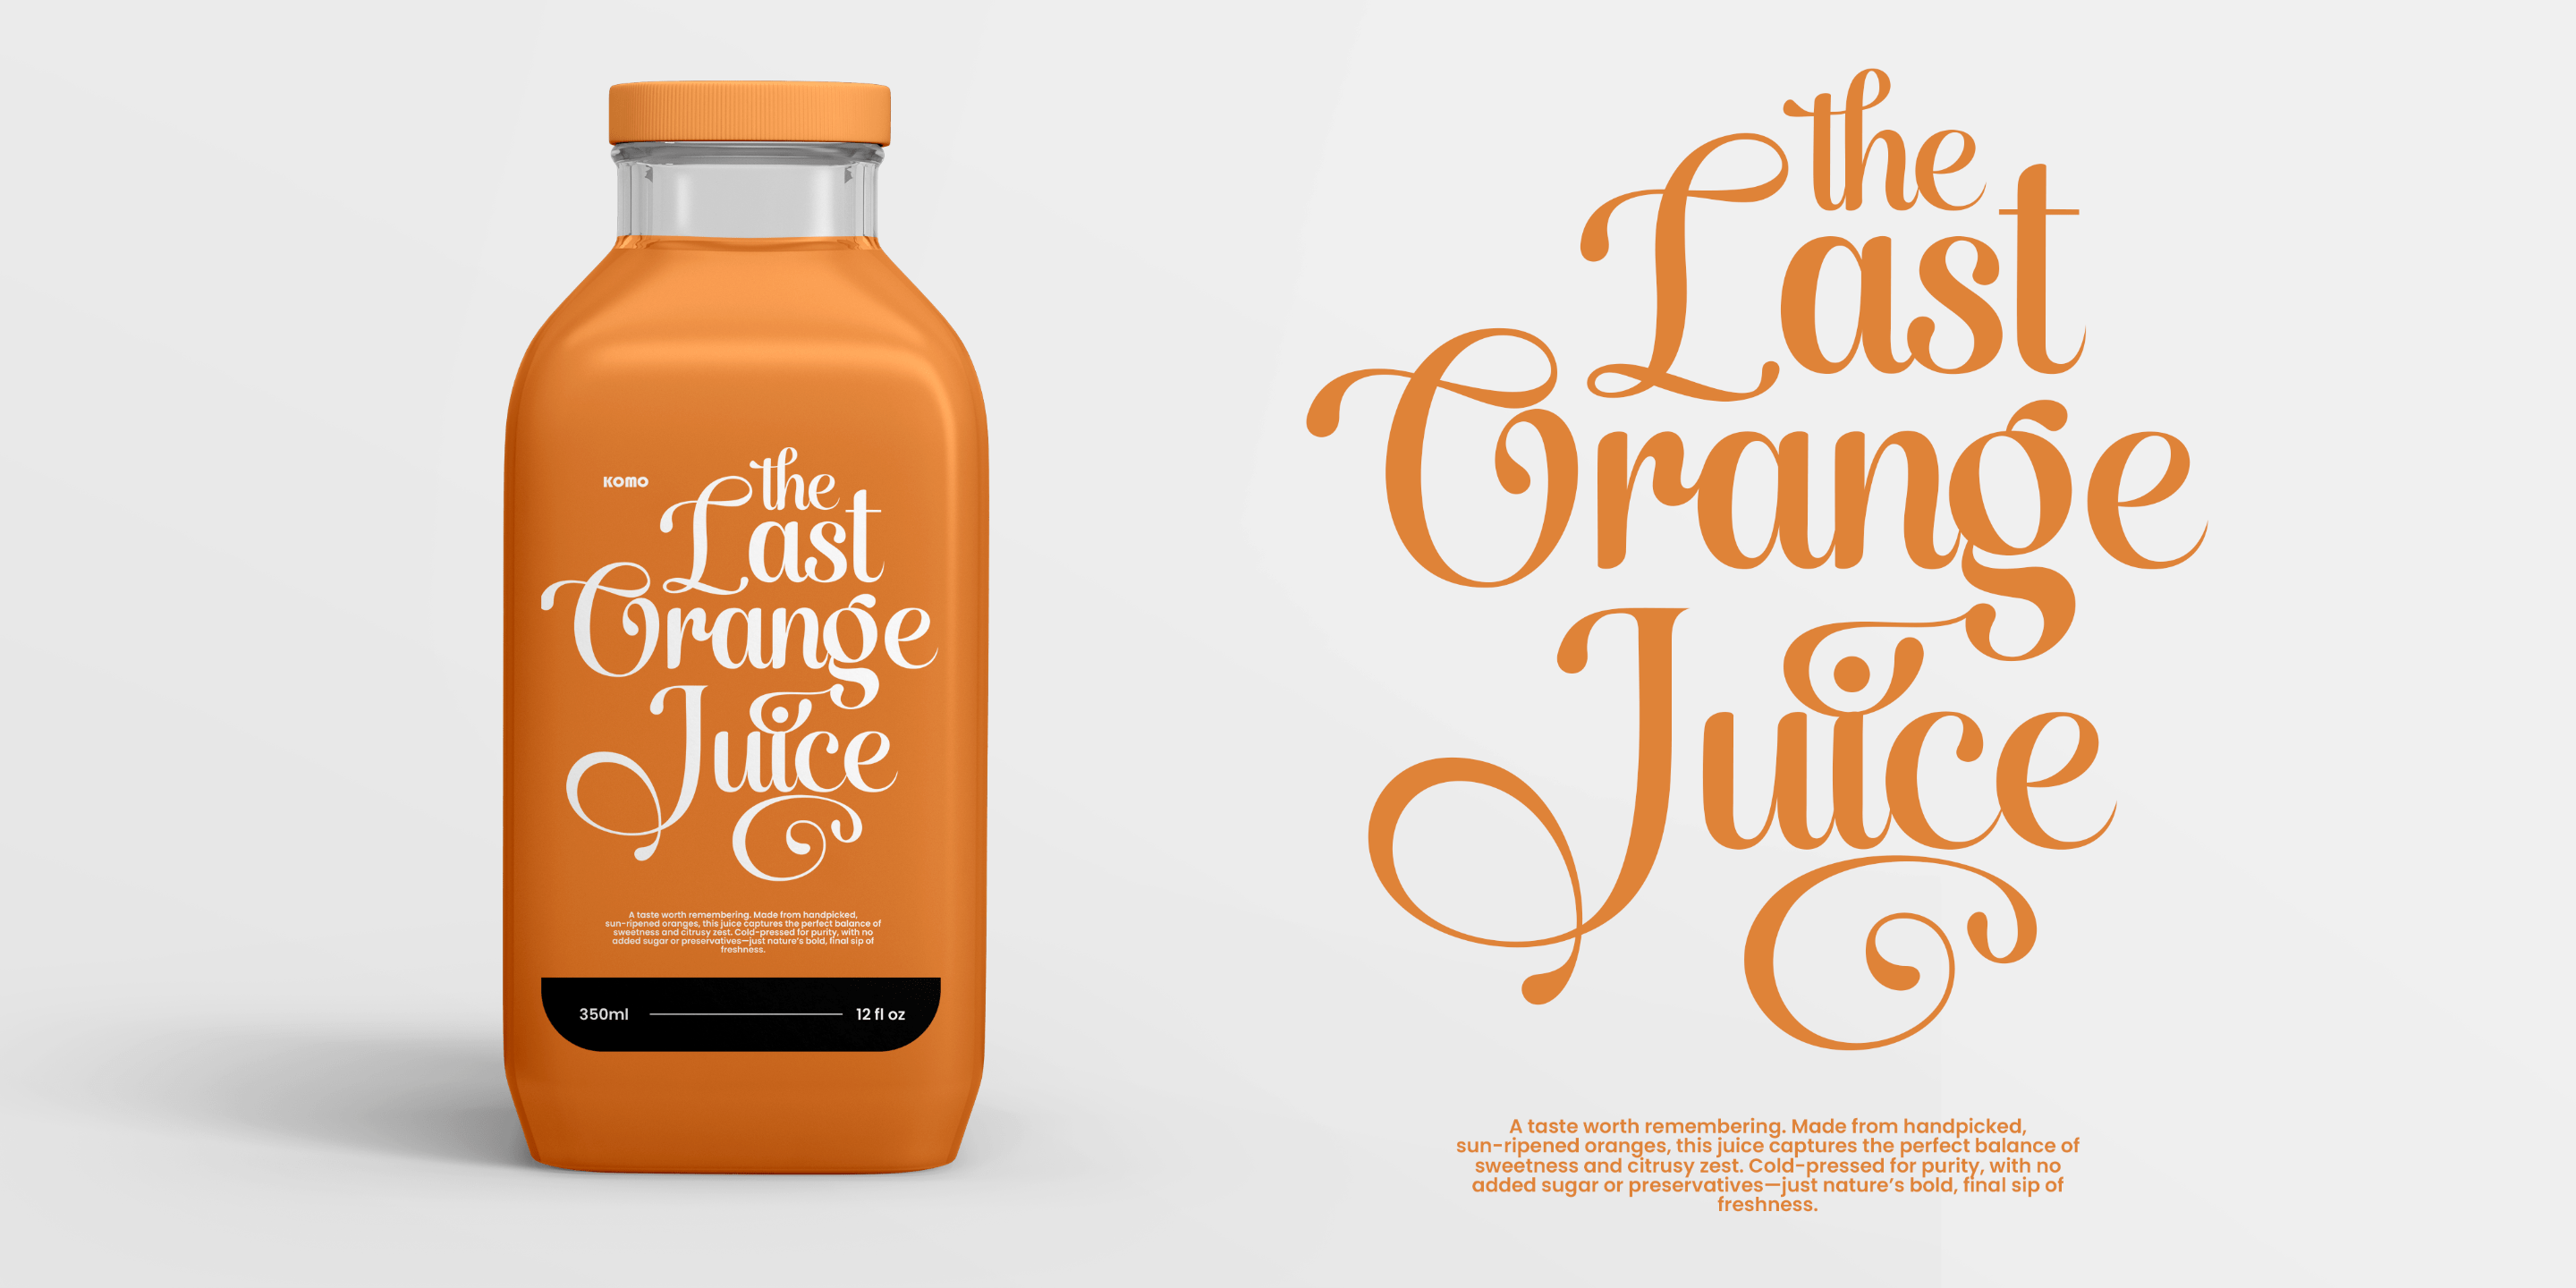 KOMO
the
Last
Orange
Juice
A taste worth remembering. Made from handpicked,
sun-ripened oranges, this juice captures the perfect balance of
sweetness and citrusy zest. Cold-pressed for purity, with no
added sugar or preservatives—just nature's bold, final sip of
freshness.
350ml 12 fl oz
the
Last
Orange
Juice
A taste worth remembering. Made from handpicked,
sun-ripened oranges, this juice captures the perfect balance of
sweetness and citrusy zest. Cold-pressed for purity, with no
added sugar or preservatives—just nature's bold, final sip of
freshness.